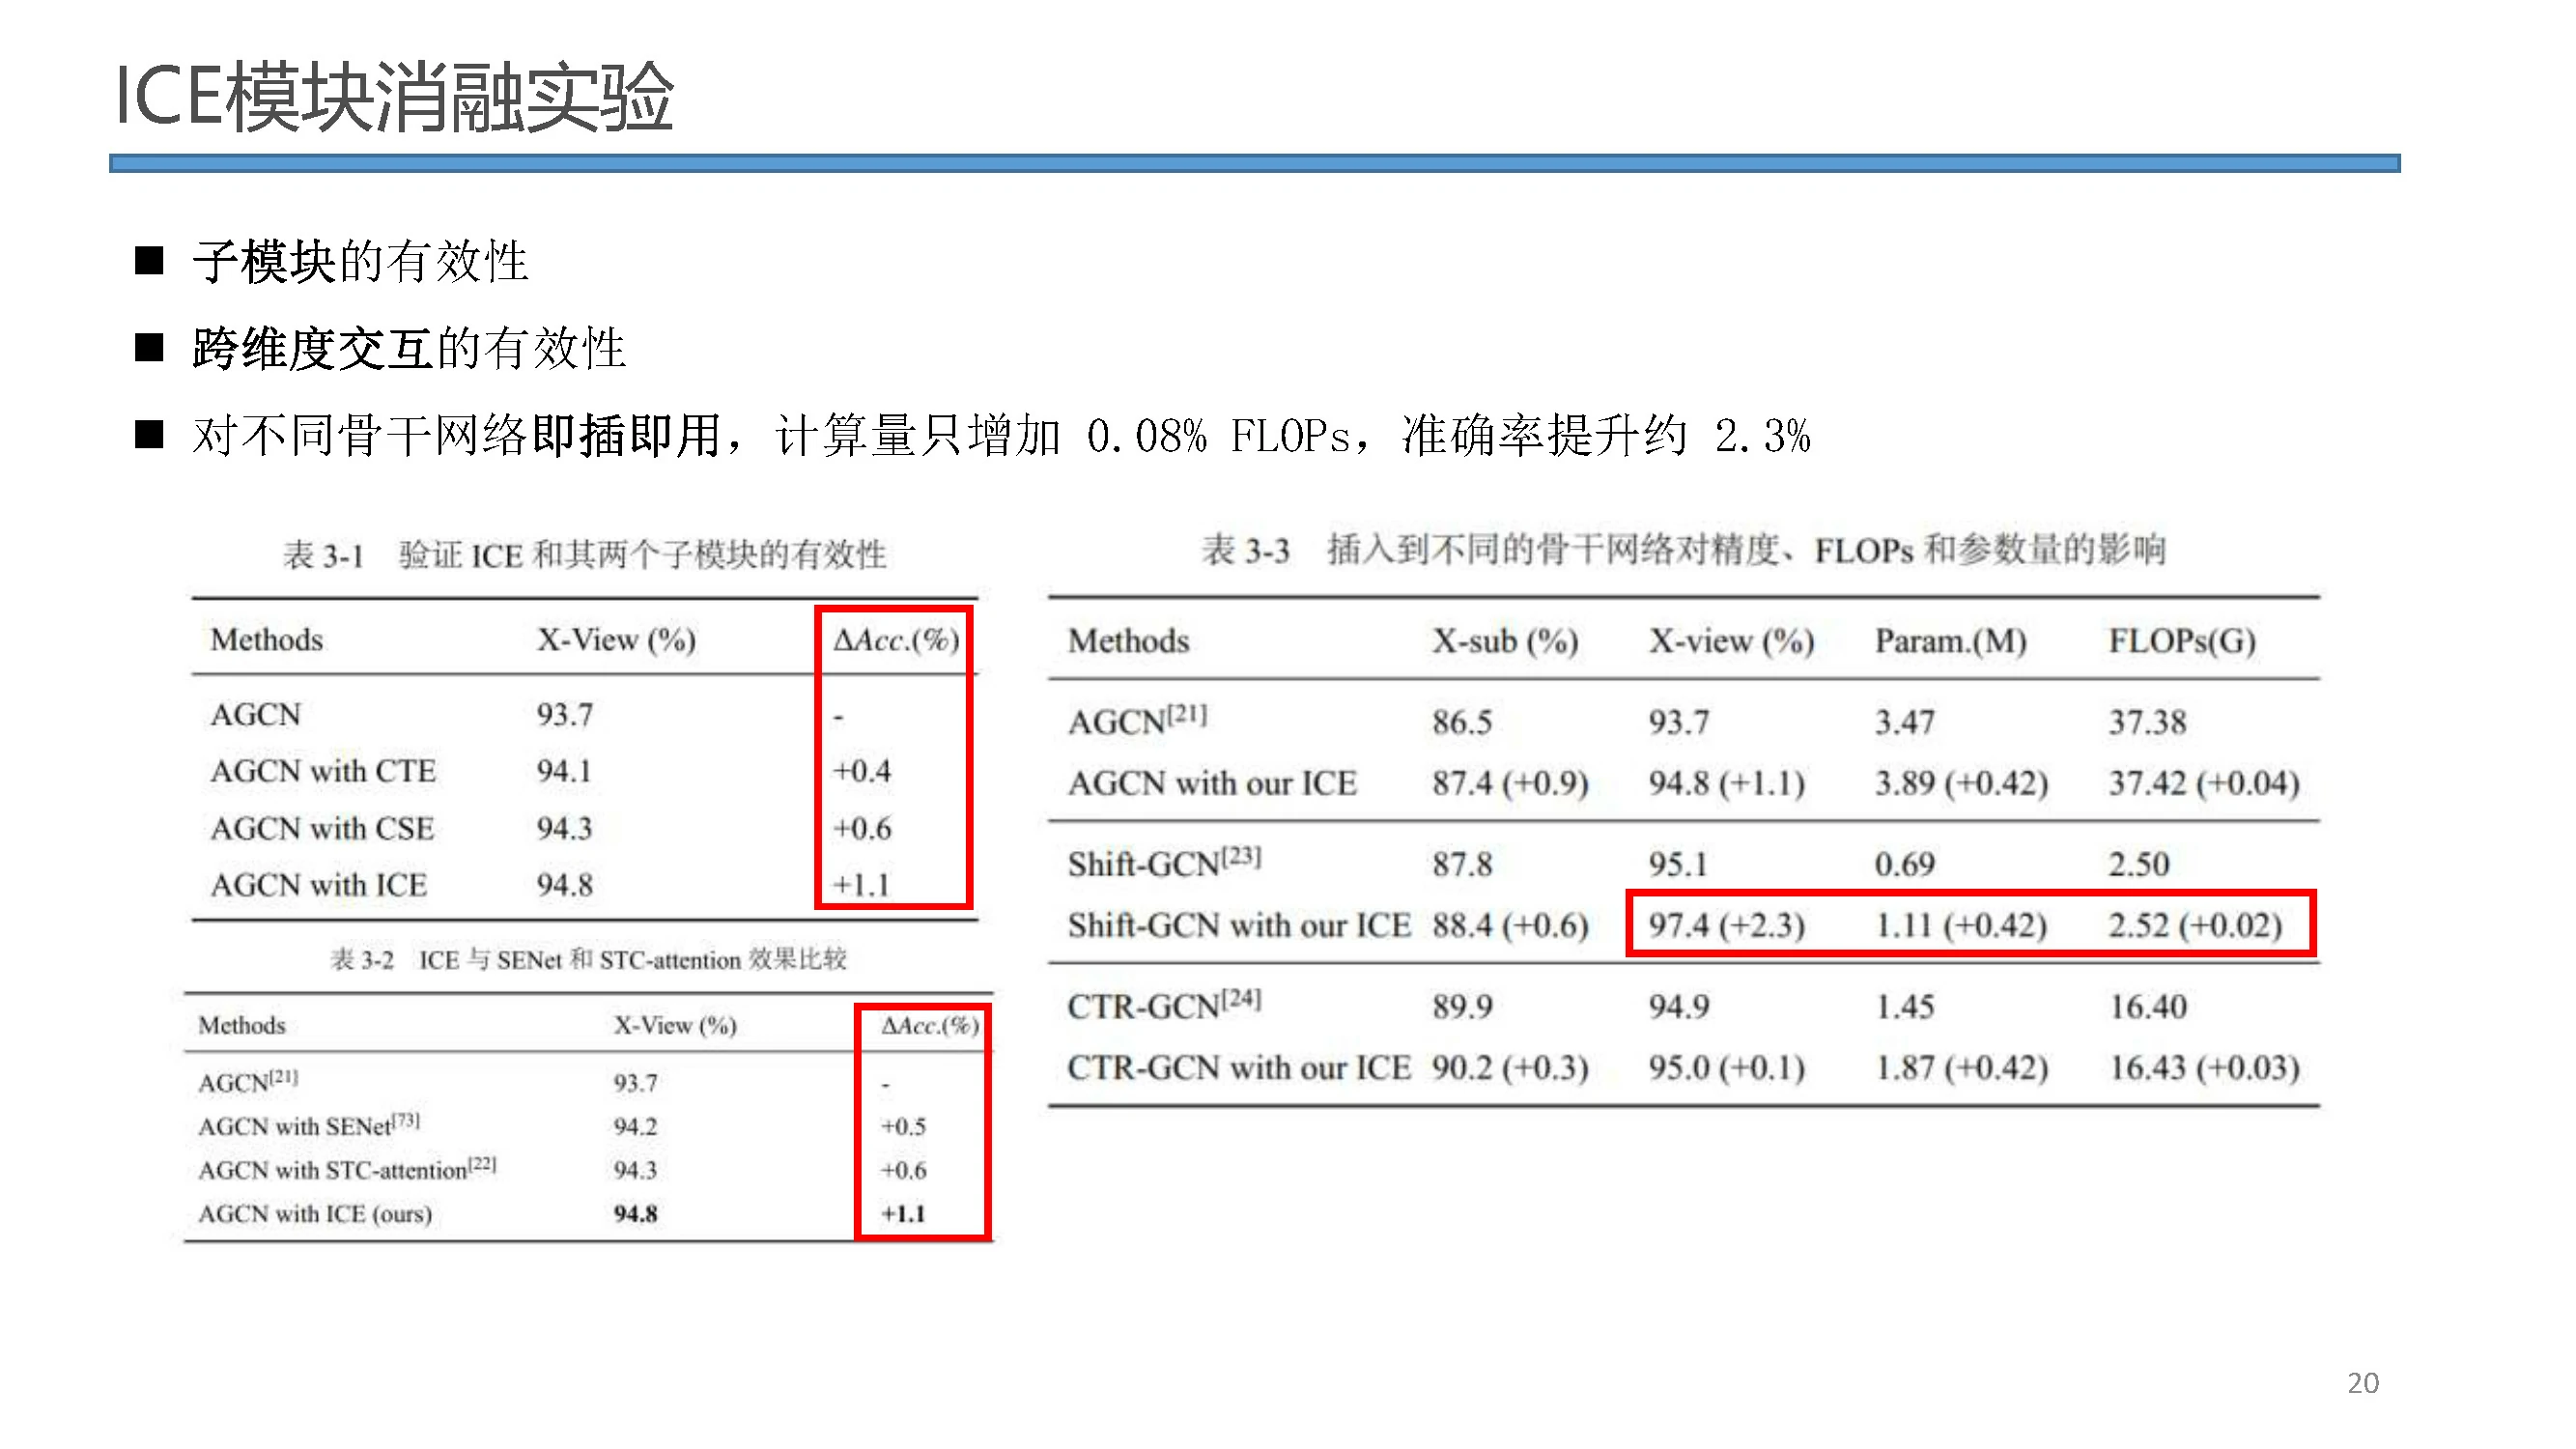 ICE模块消融实验
■ 子模块的有效性
■ 跨维度交互的有效性
■ 对不同骨干网络即插即用，计算量只增加 0.08% FLOPs，准确率提升约 2.3%
表 3-1 验证 ICE 和其两个子模块的有效性
Methods X-View (%) ΔAcc.(%)
AGCN 93.7 -
AGCN with CTE 94.1 +0.4
AGCN with CSE 94.3 +0.6
AGCN with ICE 94.8 +1.1
表 3-2 ICE 与 SENet 和 STC-attention 效果比较
Methods X-View (%) ΔAcc.(%)
AGCN[21] 93.7 -
AGCN with SENet[73] 94.2 +0.5
AGCN with STC-attention[22] 94.3 +0.6
AGCN with ICE (ours) 94.8 +1.1
表 3-3 插入到不同的骨干网络对精度、FLOPs 和参数量的影响
Methods X-sub (%) X-view (%) Param.(M) FLOPs(G)
AGCN[21] 86.5 93.7 3.47 37.38
AGCN with our ICE 87.4 (+0.9) 94.8 (+1.1) 3.89 (+0.42) 37.42 (+0.04)
Shift-GCN[23] 87.8 95.1 0.69 2.50
Shift-GCN with our ICE 88.4 (+0.6) 97.4 (+2.3) 1.11 (+0.42) 2.52 (+0.02)
CTR-GCN[24] 89.9 94.9 1.45 16.40
CTR-GCN with our ICE 90.2 (+0.3) 95.0 (+0.1) 1.87 (+0.42) 16.43 (+0.03)
20